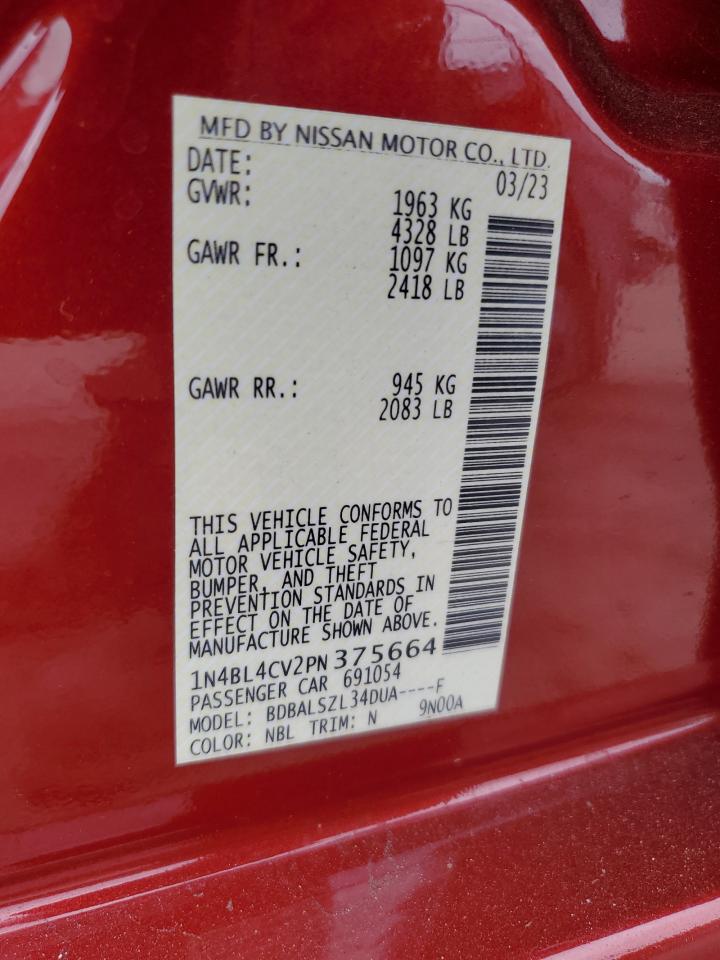 MFD BY NISSAN MOTOR CO., LTD.
DATE: 03/23
GVWR: 1963 KG
4328 LB
GAWR FR.: 1097 KG
2418 LB
GAWR RR.: 945 KG
2083 LB
THIS VEHICLE CONFORMS TO
ALL APPLICABLE FEDERAL
MOTOR VEHICLE SAFETY,
BUMPER, AND THEFT
PREVENTION STANDARDS IN
EFFECT ON THE DATE OF
MANUFACTURE SHOWN ABOVE.
1N4BL4CV2PN375664
PASSENGER CAR 691054
MODEL: BDBALSZL34DUA----F
COLOR: NBL TRIM: N 9N00A